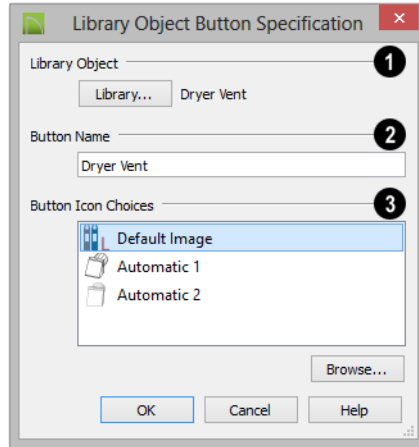 Library Object Button Specification ×
Library Object 1
Library... Dryer Vent
Button Name 2
Dryer Vent
Button Icon Choices 3
L Default Image
Automatic 1
Automatic 2
Browse...
OK Cancel Help